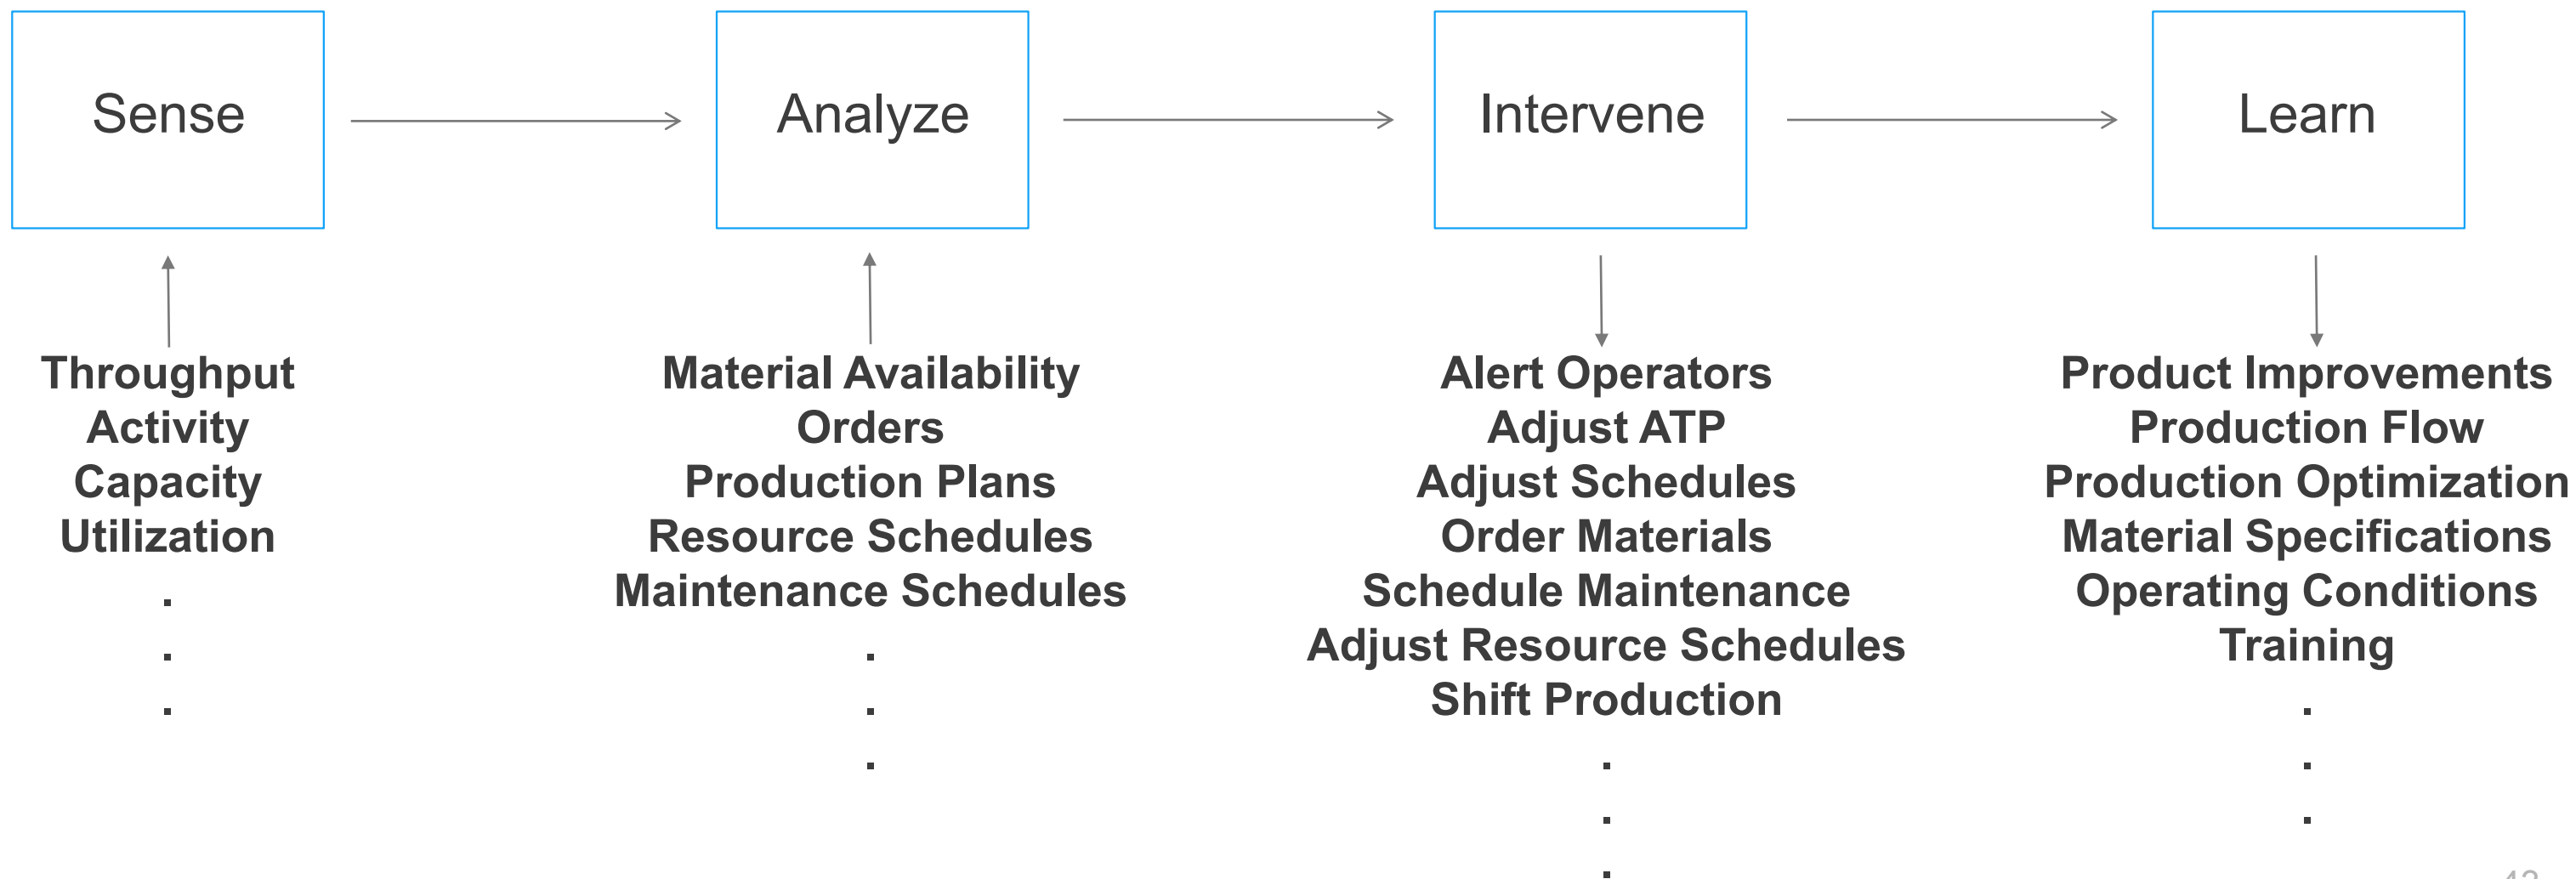 Sense
Analyze
Intervene
Learn
Throughput
Activity
Capacity
Utilization
.
.
.
Material Availability
Orders
Production Plans
Resource Schedules
Maintenance Schedules
.
.
.
Alert Operators
Adjust ATP
Adjust Schedules
Order Materials
Schedule Maintenance
Adjust Resource Schedules
Shift Production
.
.
.
Product Improvements
Production Flow
Production Optimization
Material Specifications
Operating Conditions
Training
.
.
.